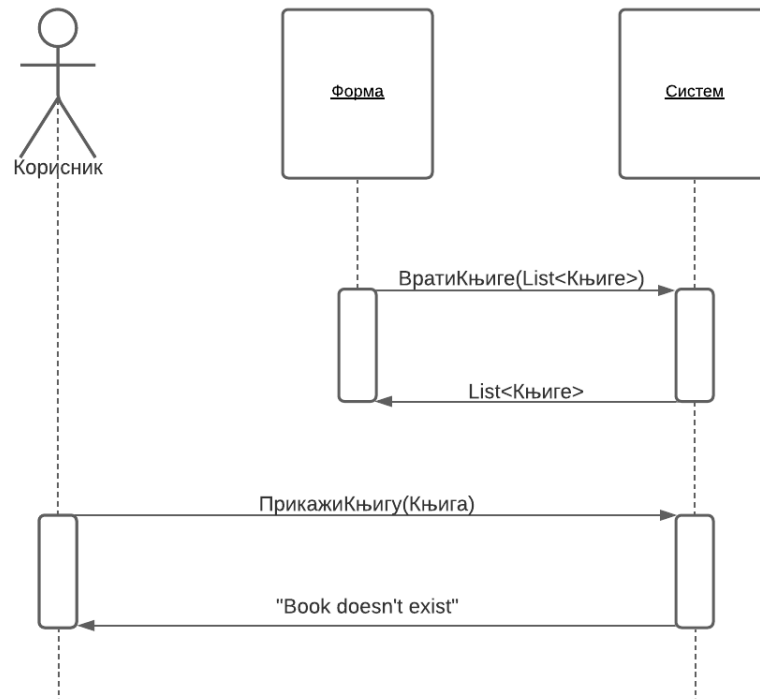 Форма
Систем
Корисник
ВратиКњиге(List<Књиге>)
List<Књиге>
ПрикажиКњигу(Књига)
"Book doesn't exist"